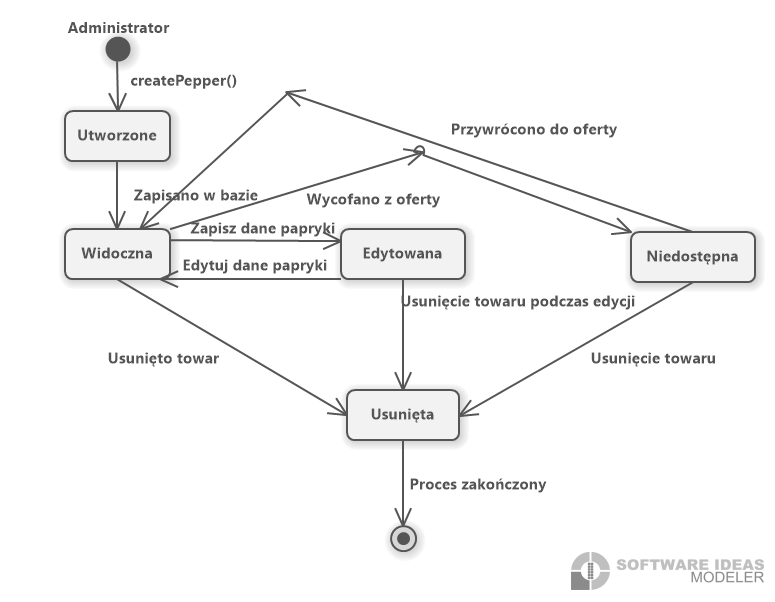 Administrator
createPepper()
Utworzone
Przywrócono do oferty
Zapisano w bazie
Wycofano z oferty
Zapisz dane papryki
Widoczna
Edytowana
Niedostępna
Edytuj dane papryki
Usunięcie towaru podczas edycji
Usunięto towar
Usunięcie towaru
Usunięta
Proces zakończony
SOFTWARE IDEAS
MODELER